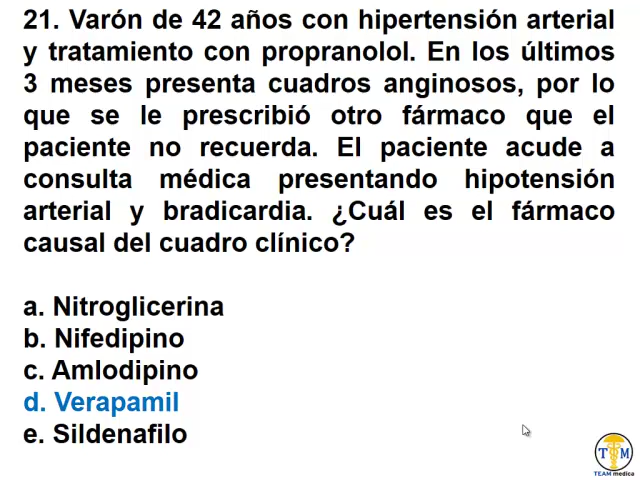 21. Varón de 42 años con hipertensión arterial
y tratamiento con propranolol. En los últimos
3 meses presenta cuadros anginosos, por lo
que se le prescribió otro fármaco que el
paciente no recuerda. El paciente acude a
consulta médica presentando hipotensión
arterial y bradicardia. ¿Cuál es el fármaco
causal del cuadro clínico?
a. Nitroglicerina
b. Nifedipino
c. Amlodipino
d. Verapamil
e. Sildenafilo
T M
TEAM medica